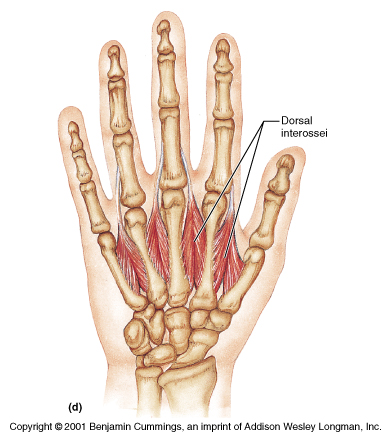 Dorsal
interossei
(d)
Copyright © 2001 Benjamin Cummings, an imprint of Addison Wesley Longman, Inc.